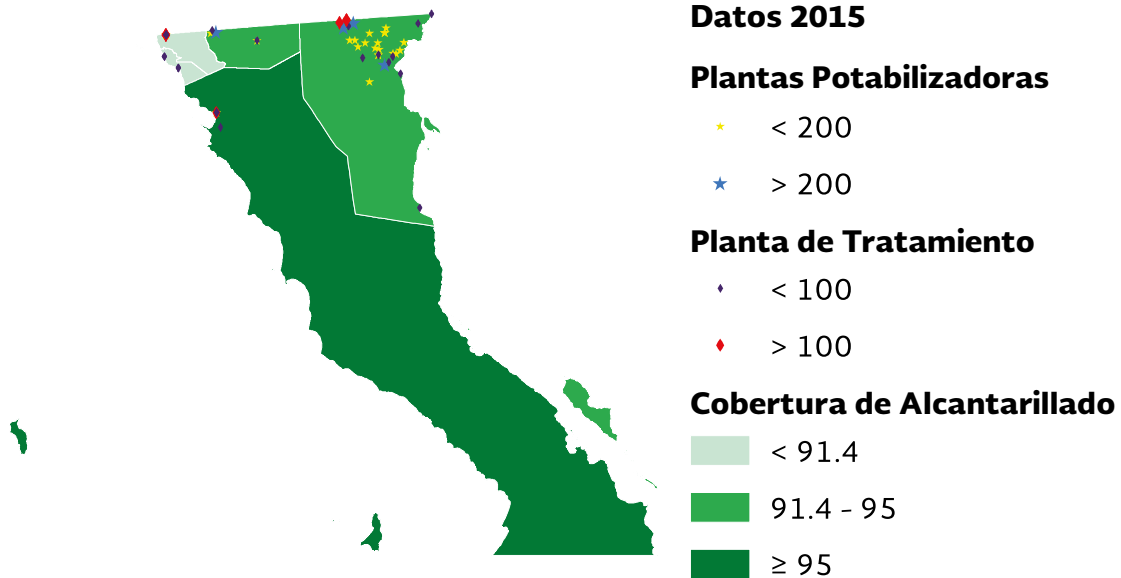 Datos 2015
Plantas Potabilizadoras
< 200
> 200
Planta de Tratamiento
< 100
> 100
Cobertura de Alcantarillado
< 91.4
91.4 - 95
≥ 95